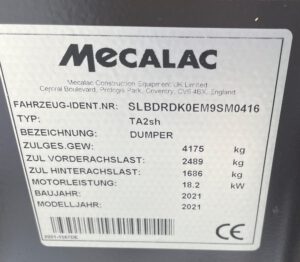 MECALAC
Mecalac Construction Equipment UK Limited
Central Boulevard, Prologis Park, Coventry, CV6 4BX, England
FAHRZEUG-IDENT.NR: SLBDRDK0EM9SM0416
TYP: TA2sh
BEZEICHNUNG: DUMPER
ZULGES.GEW: 4175 kg
ZUL VORDERACHSLAST: 2489 kg
ZUL HINTERACHSLAST: 1686 kg
MOTORLEISTUNG: 18.2 kW
BAUJAHR: 2021
MODELLJAHR: 2021
CE